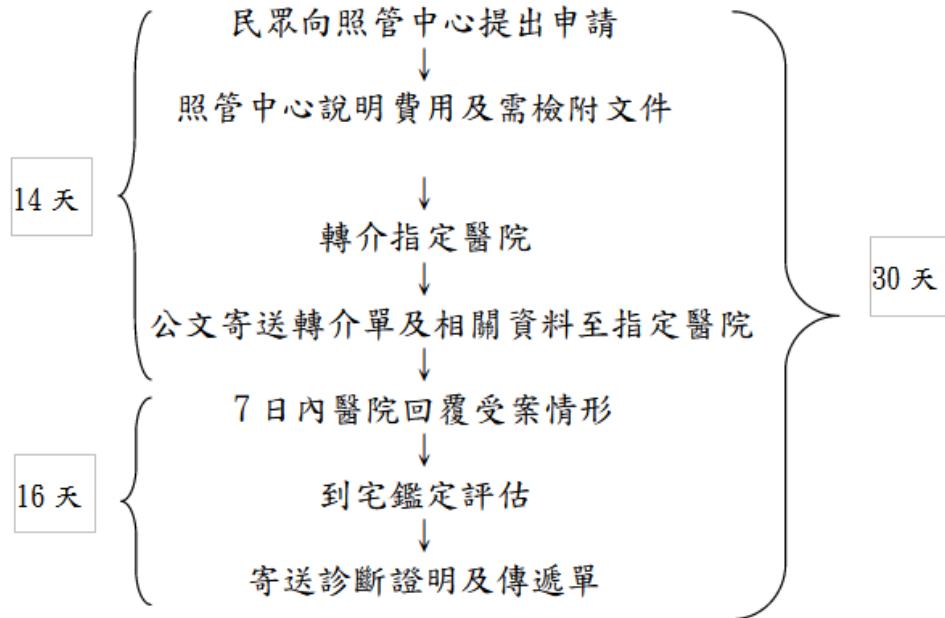 民眾向照管中心提出申請
↓
照管中心說明費用及需檢附文件
↓
14 天
轉介指定醫院
↓
30 天
公文寄送轉介單及相關資料至指定醫院
↓
7 日內醫院回覆受案情形
↓
16 天
到宅鑑定評估
↓
寄送診斷證明及傳遞單